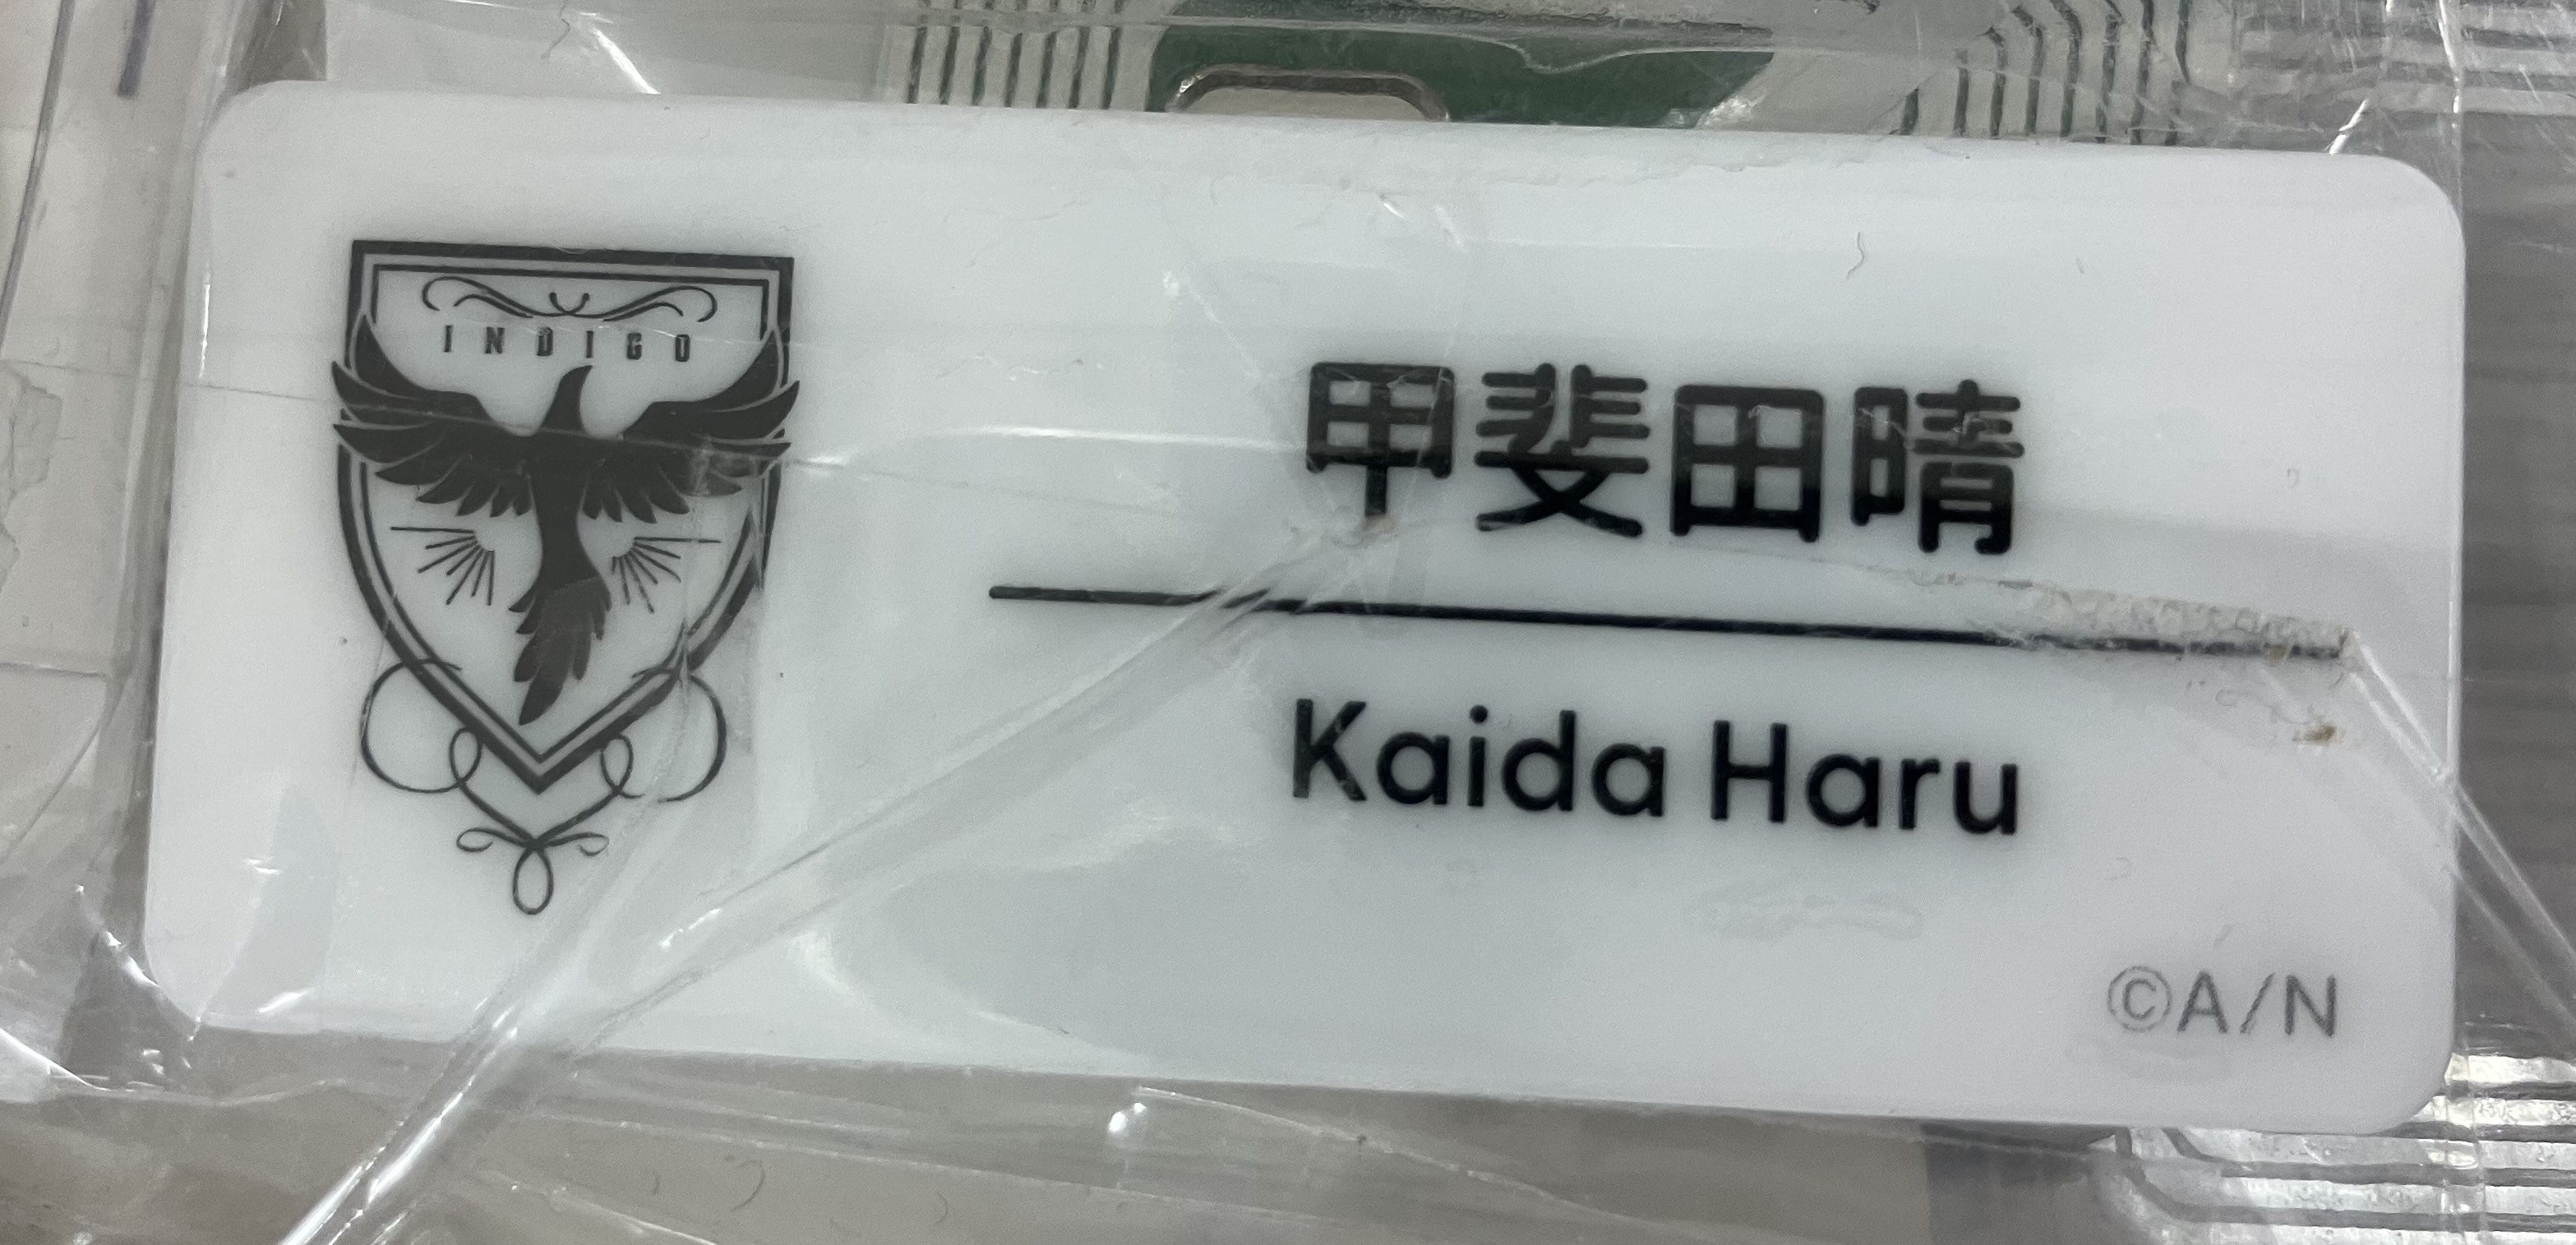 INDIGO
甲斐田晴
Kaida Haru
©A/N